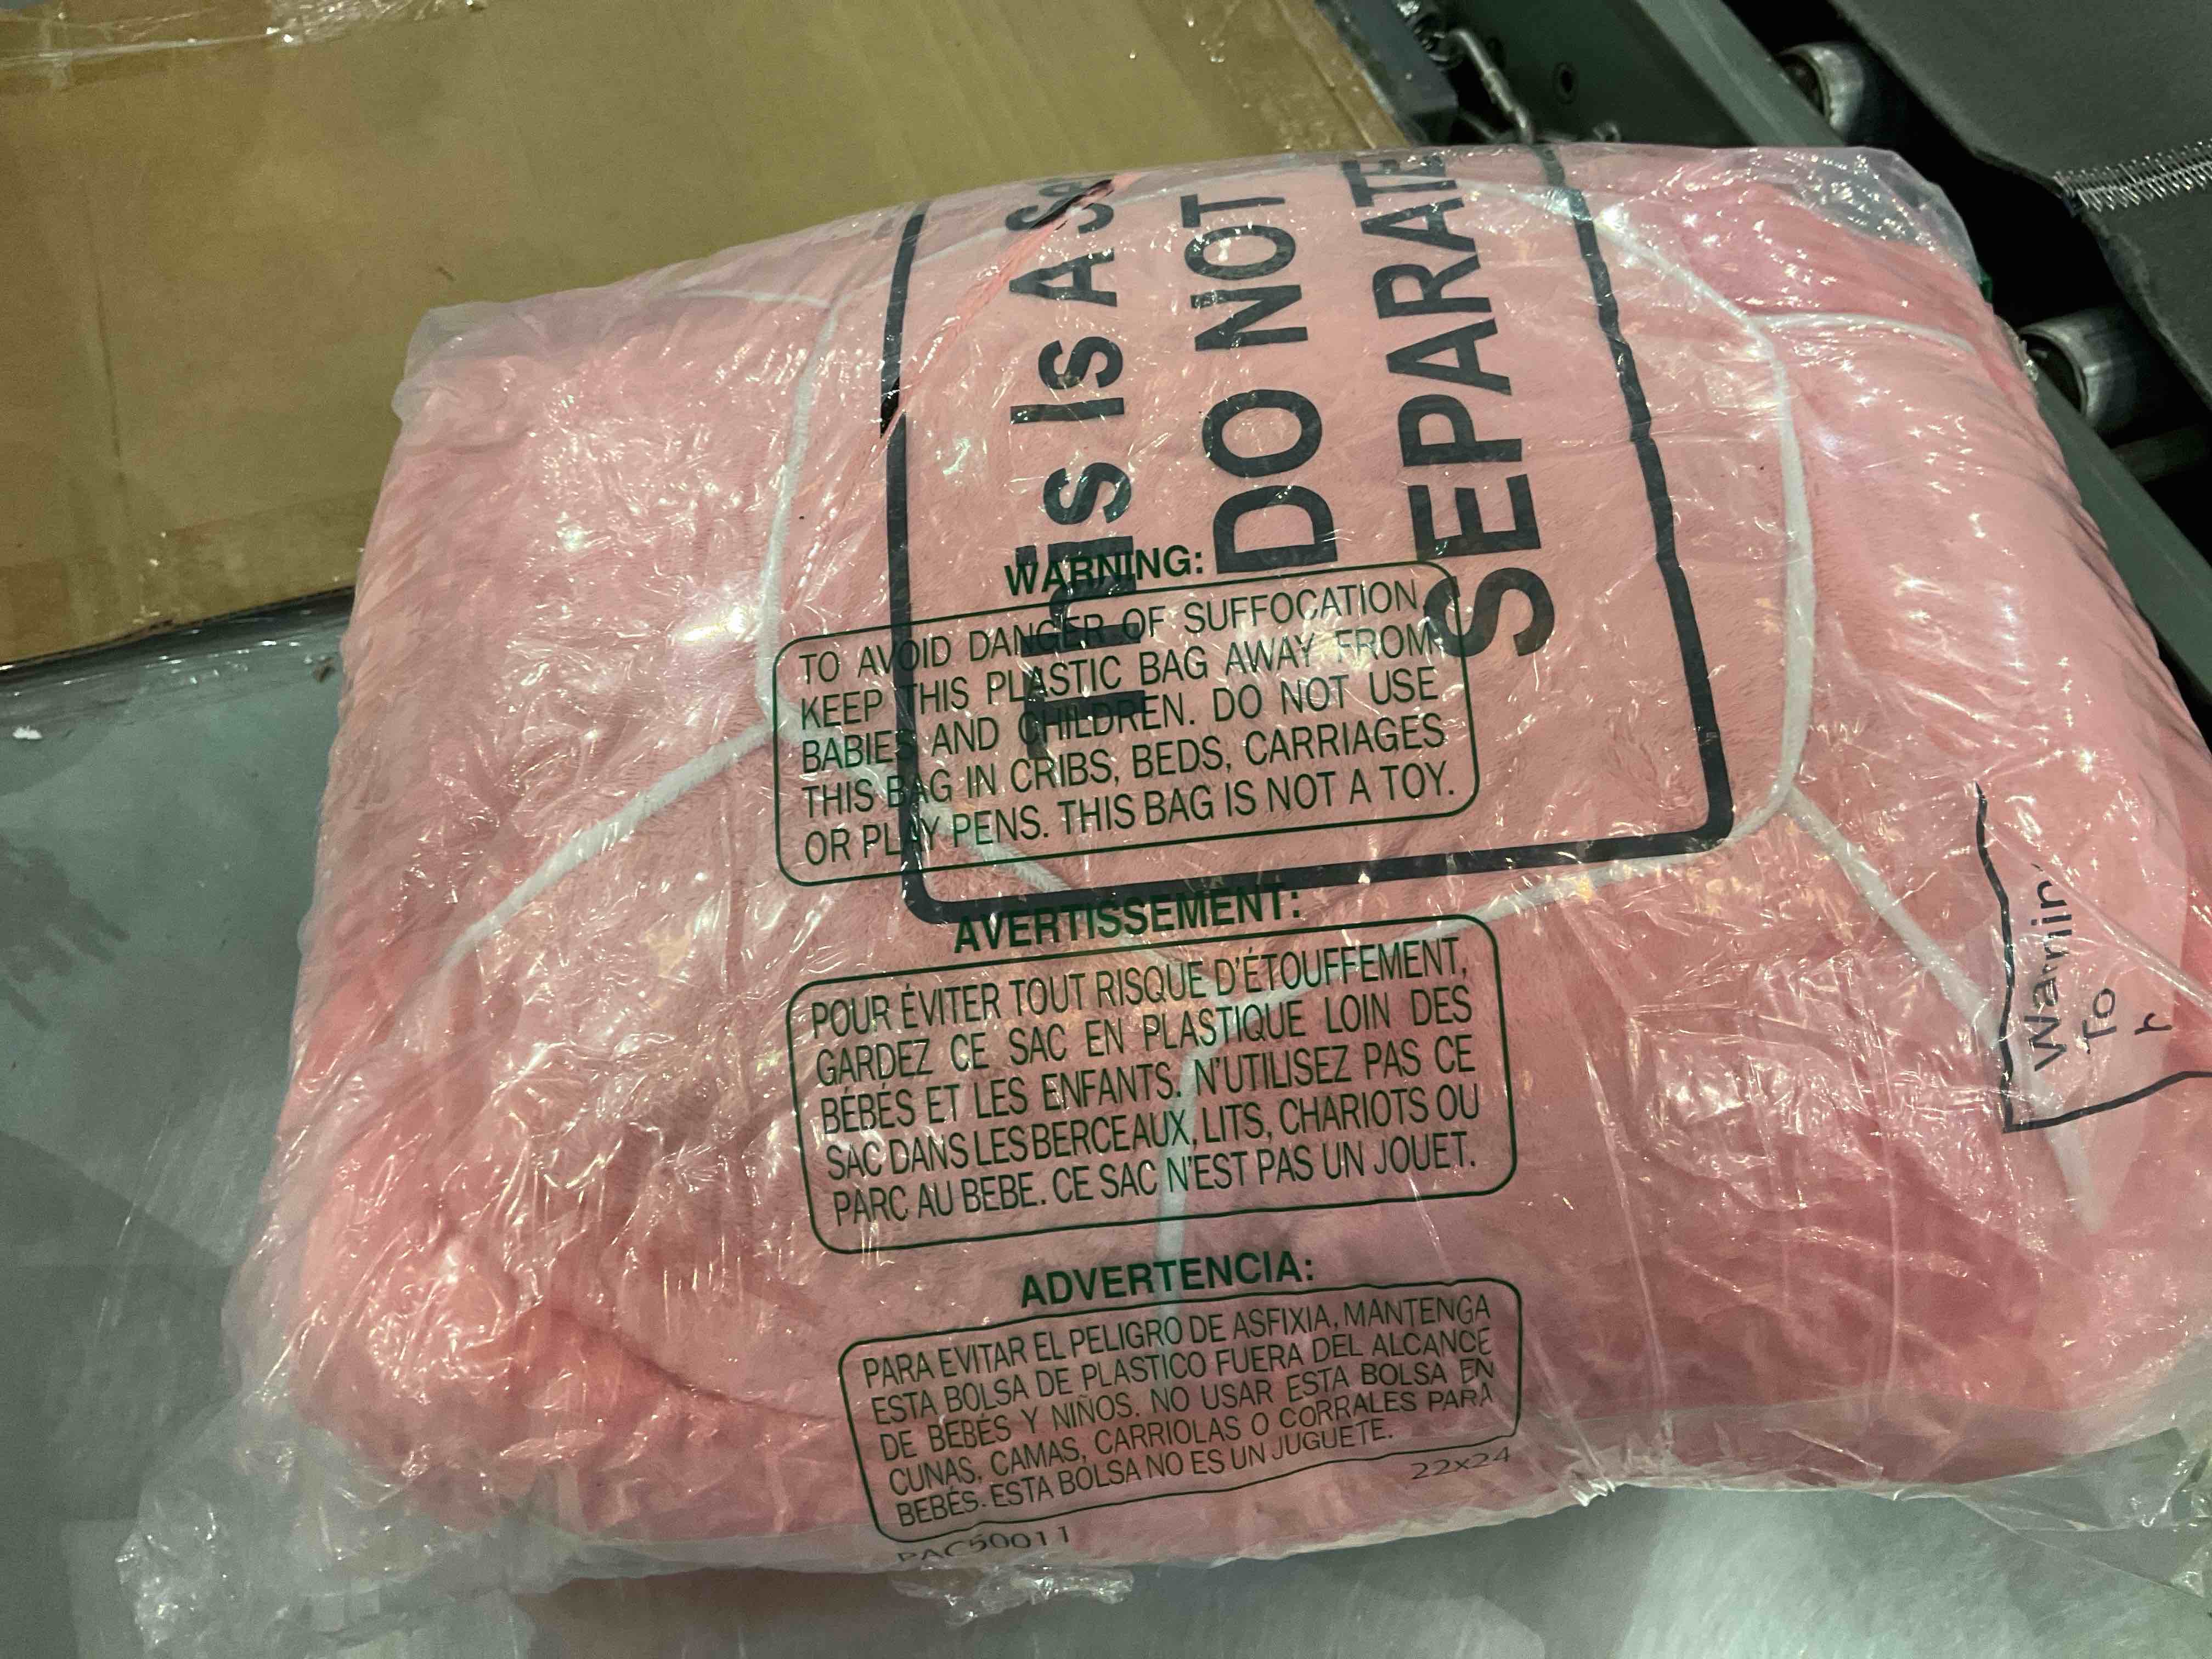 This Is A Se
DO NOT
SEPARATE
WARNING:
TO AVOID DANGER OF SUFFOCATION
KEEP THIS PLASTIC BAG AWAY FROM
BABIES AND CHILDREN. DO NOT USE
THIS BAG IN CRIBS, BEDS, CARRIAGES
OR PLAY PENS. THIS BAG IS NOT A TOY.
AVERTISSEMENT:
POUR ÉVITER TOUT RISQUE D'ÉTOUFFEMENT,
GARDEZ CE SAC EN PLASTIQUE LOIN DES
BÉBÉS ET LES ENFANTS. N'UTILISEZ PAS CE
SAC DANS LES BERCEAUX, LITS, CHARIOTS OU
PARC AU BEBE. CE SAC N'EST PAS UN JOUET.
ADVERTENCIA:
PARA EVITAR EL PELIGRO DE ASFIXIA, MANTENGA
ESTA BOLSA DE PLASTICO FUERA DEL ALCANCE
DE BEBÉS Y NIÑOS. NO USAR ESTA BOLSA EN
CUNAS, CAMAS, CARRIOLAS O CORRALES PARA
BEBÉS. ESTA BOLSA NO ES UN JUGUETE.
PAC50011 22x24
Warnin
To